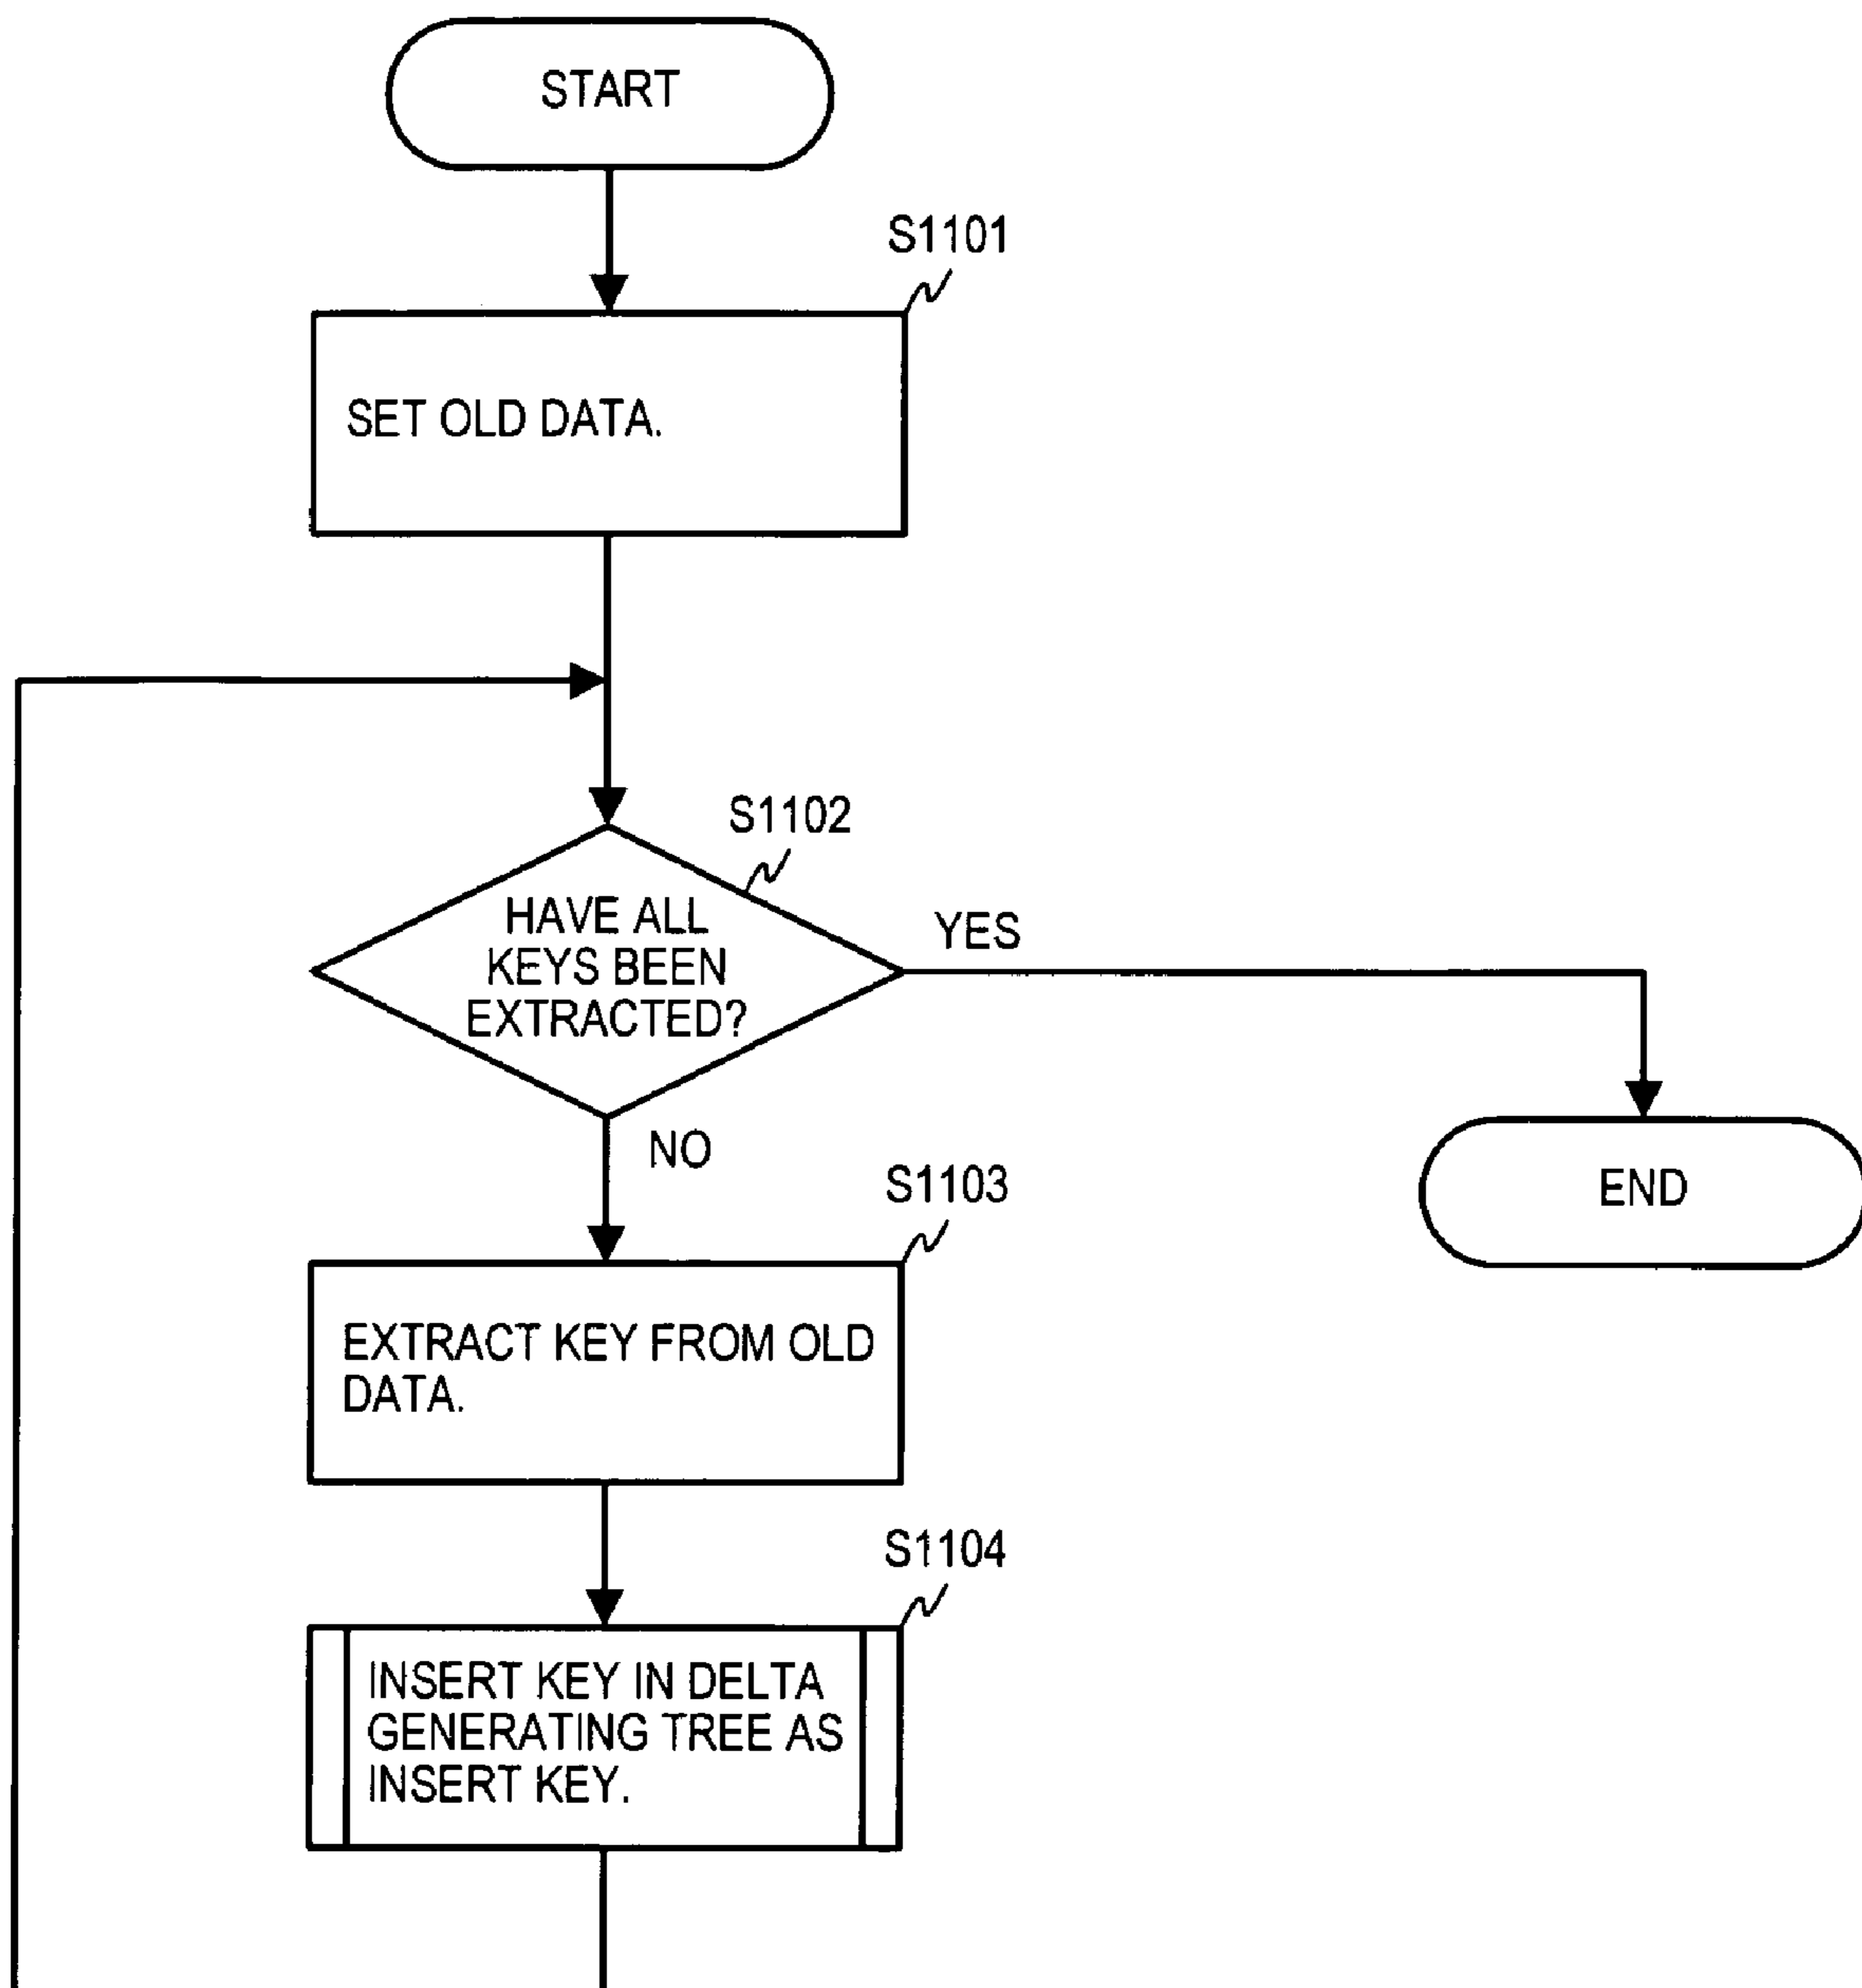 START
S1101
SET OLD DATA.
S1102
HAVE ALL
KEYS BEEN
EXTRACTED?
YES
NO
END
S1103
EXTRACT KEY FROM OLD
DATA.
S1104
INSERT KEY IN DELTA
GENERATING TREE AS
INSERT KEY.